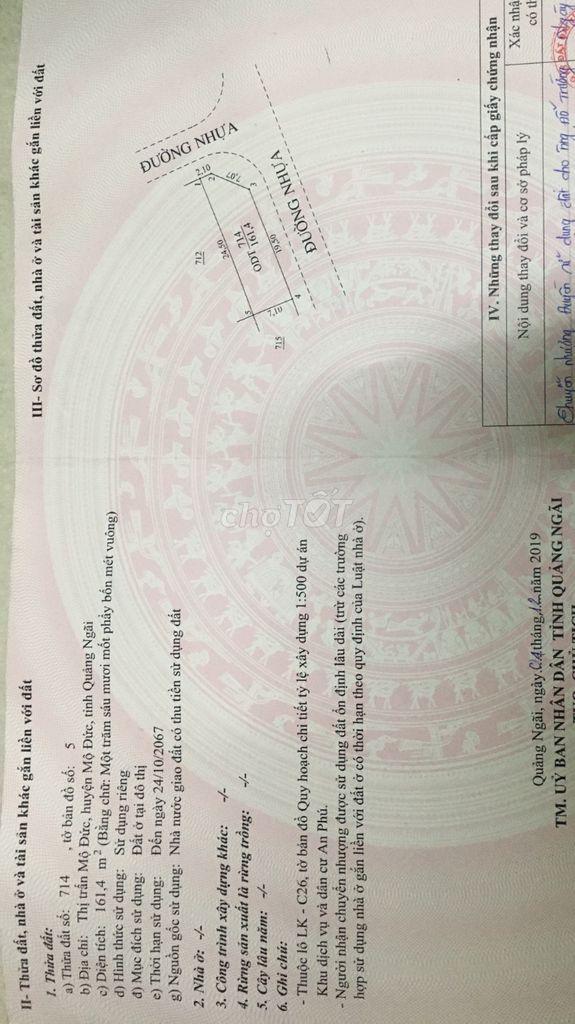 II- Thửa đất, nhà ở và tài sản khác gắn liền với đất
1. Thửa đất:
a) Thửa đất số: 714 , tờ bản đồ số: 5
b) Địa chỉ: Thị trấn Mộ Đức, huyện Mộ Đức, tỉnh Quảng Ngãi
c) Diện tích: 161,4 m² (Bằng chữ: Một trăm sáu mươi mốt phẩy bốn mét vuông)
d) Hình thức sử dụng: Sử dụng riêng
đ) Mục đích sử dụng: Đất ở tại đô thị
e) Thời hạn sử dụng: Đến ngày 24/10/2067
g) Nguồn gốc sử dụng: Nhà nước giao đất có thu tiền sử dụng đất
2. Nhà ở: -/-
3. Công trình xây dựng khác: -/-
4. Rừng sản xuất là rừng trồng: -/-
5. Cây lâu năm: -/-
6. Ghi chú:
- Thuộc lô LK - C26, tờ bản đồ Quy hoạch chi tiết tỷ lệ xây dựng 1:500 dự án
Khu dịch vụ và dân cư An Phú.
- Người nhận chuyển nhượng được sử dụng đất ổn định lâu dài (trừ các trường
hợp sử dụng nhà ở gắn liền với đất ở có thời hạn theo quy định của Luật nhà ở).
Quảng Ngãi, ngày 04 tháng 12 năm 2019
TM. UỶ BAN NHÂN DÂN TỈNH QUẢNG NGÃI
III- Sơ đồ thửa đất, nhà ở và tài sản khác gắn liền với đất
ĐƯỜNG NHỰA
712
1
2,10
2
7,07
3
24,50
714
ODT 161,4
19,50
5
7,10
4
715
ĐƯỜNG NHỰA
IV. Những thay đổi sau khi cấp giấy chứng nhận
Nội dung thay đổi và cơ sở pháp lý
Xác nhậ
có th
Chuyển nhượng quyền sử dụng đất cho ông Đỗ Trường
chợTỐT